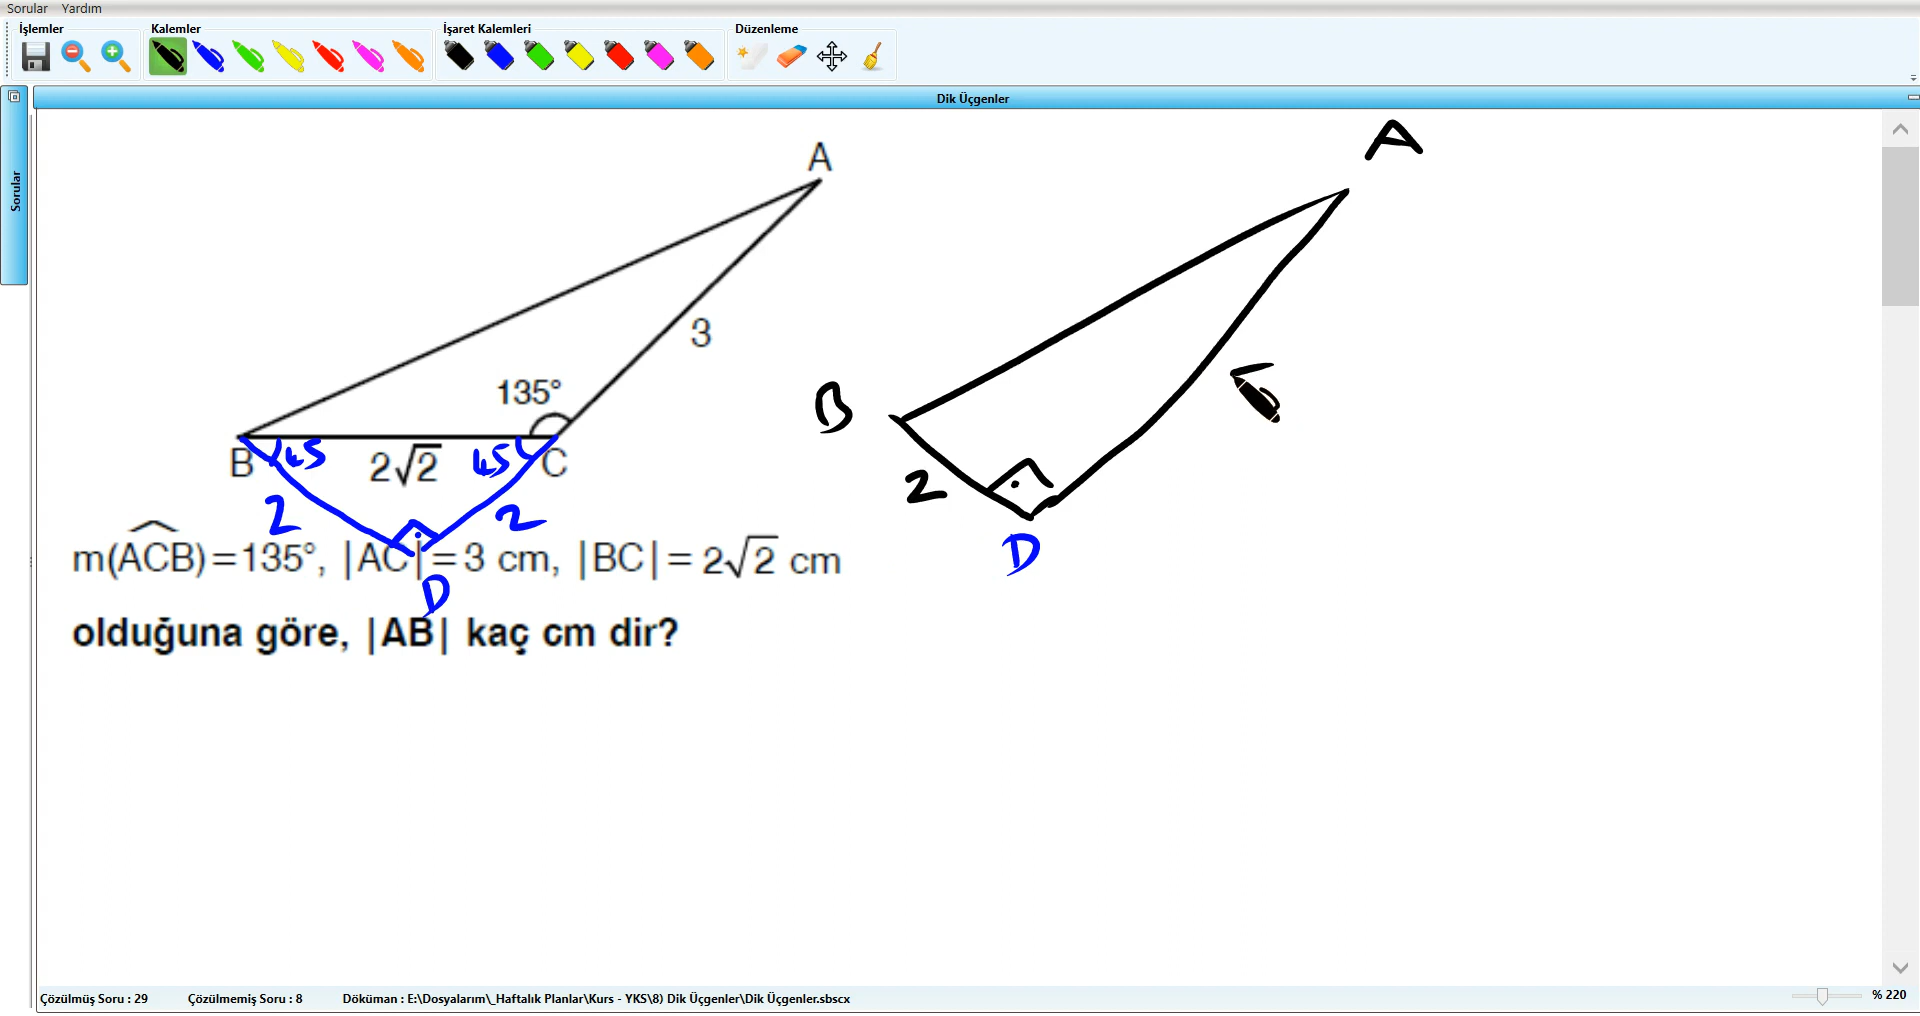 Sorular Yardım
İşlemler Kalemler İşaret Kalemleri Düzenleme
Dik Üçgenler
Sorular
A
A
3
135°
B
B 45 2√2 45 C
2 2 2
D
m(ACB)=135°, |AC|=3 cm, |BC|= 2√2 cm
D
olduğuna göre, |AB| kaç cm dir?
Çözülmüş Soru : 29 Çözülmemiş Soru : 8 Döküman : E:\Dosyalarım\_Haftalık Planlar\Kurs - YKS\8) Dik Üçgenler\Dik Üçgenler.sbscx % 220